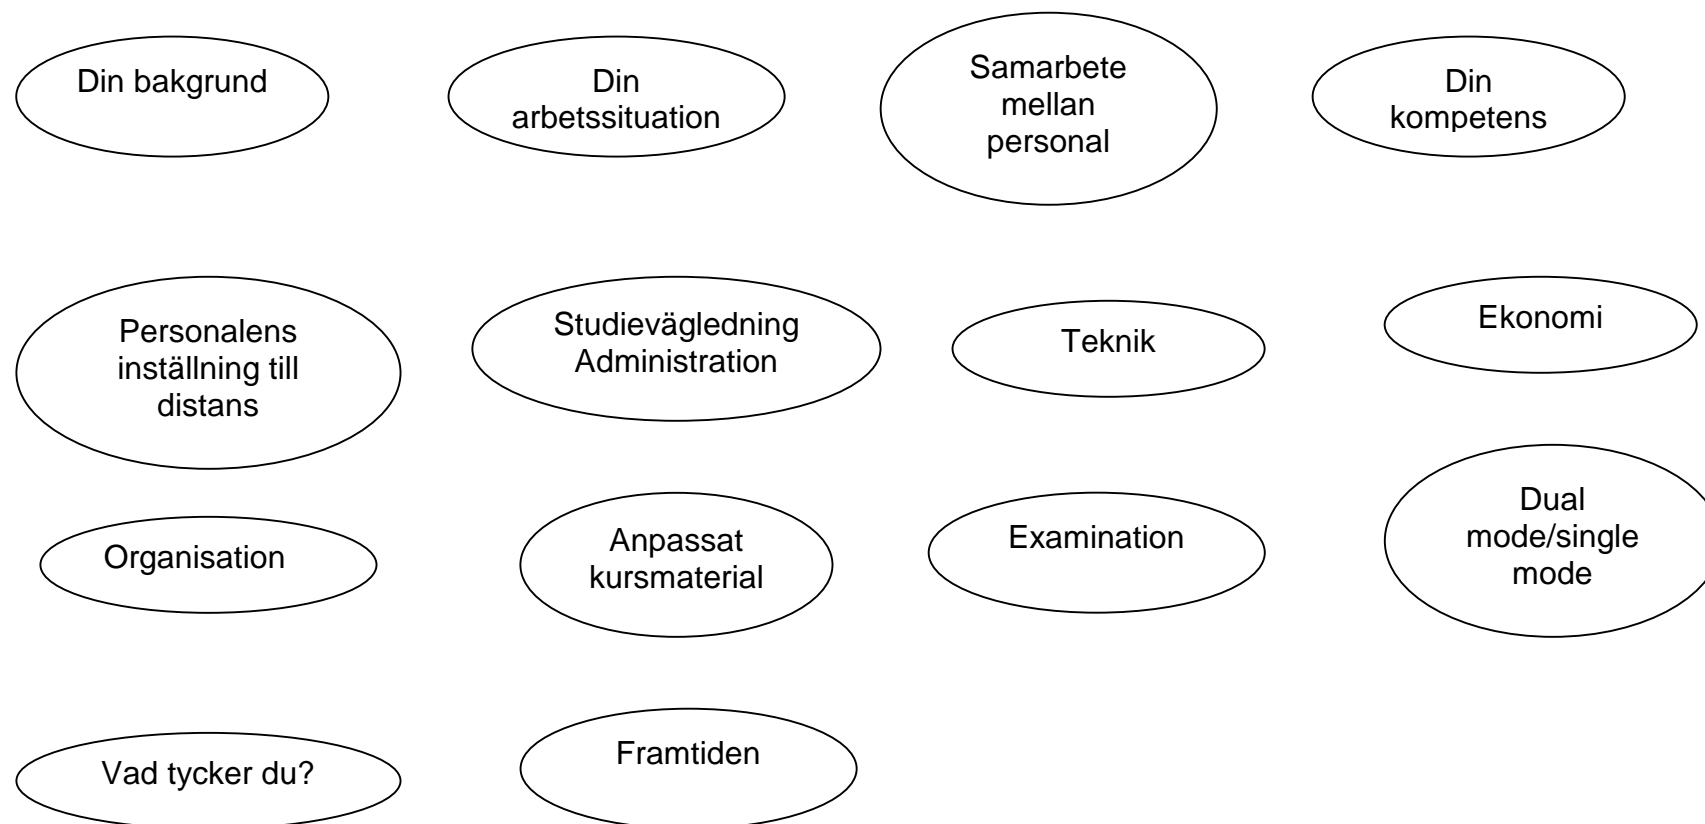 Din bakgrund
Din
arbetssituation
Samarbete
mellan
personal
Din
kompetens
Personalens
inställning till
distans
Studievägledning
Administration
Teknik
Ekonomi
Organisation
Anpassat
kursmaterial
Examination
Dual
mode/single
mode
Vad tycker du?
Framtiden